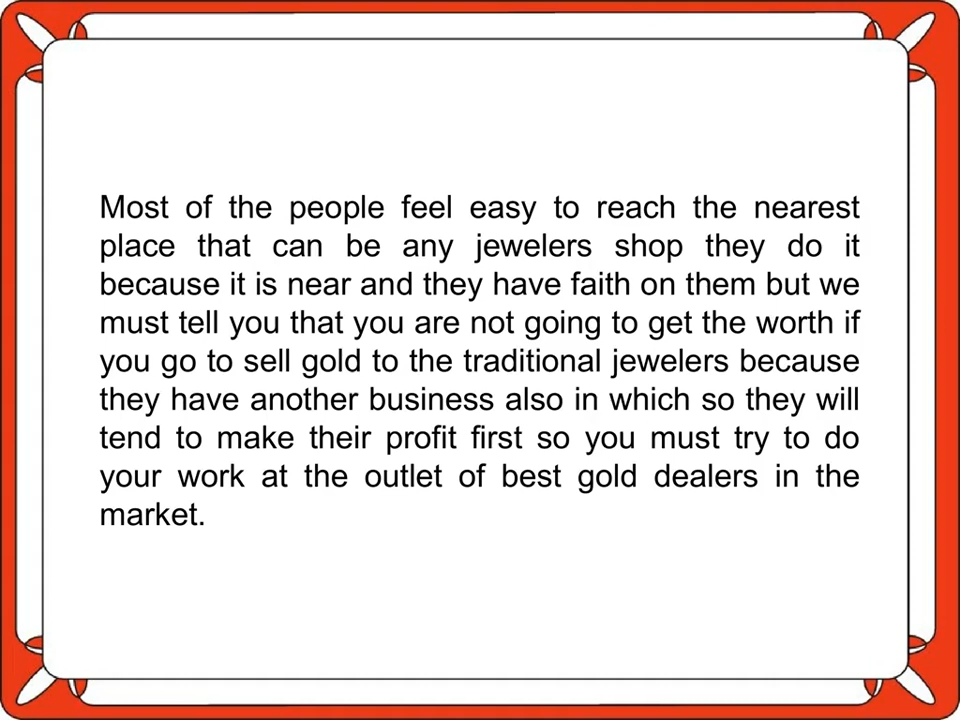 Most of the people feel easy to reach the nearest
place that can be any jewelers shop they do it
because it is near and they have faith on them but we
must tell you that you are not going to get the worth if
you go to sell gold to the traditional jewelers because
they have another business also in which so they will
tend to make their profit first so you must try to do
your work at the outlet of best gold dealers in the
market.